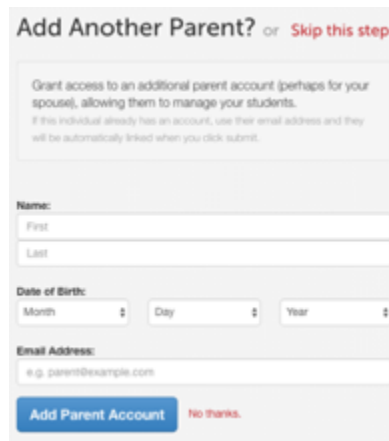 Add Another Parent? or Skip this step
Grant access to an additional parent account (perhaps for your
spouse), allowing them to manage your students.
If this individual already has an account, use their email address and they
will be automatically linked when you click submit.
Name:
First
Last
Date of Birth:
Month Day Year
Email Address:
e.g. parent@example.com
Add Parent Account No thanks.